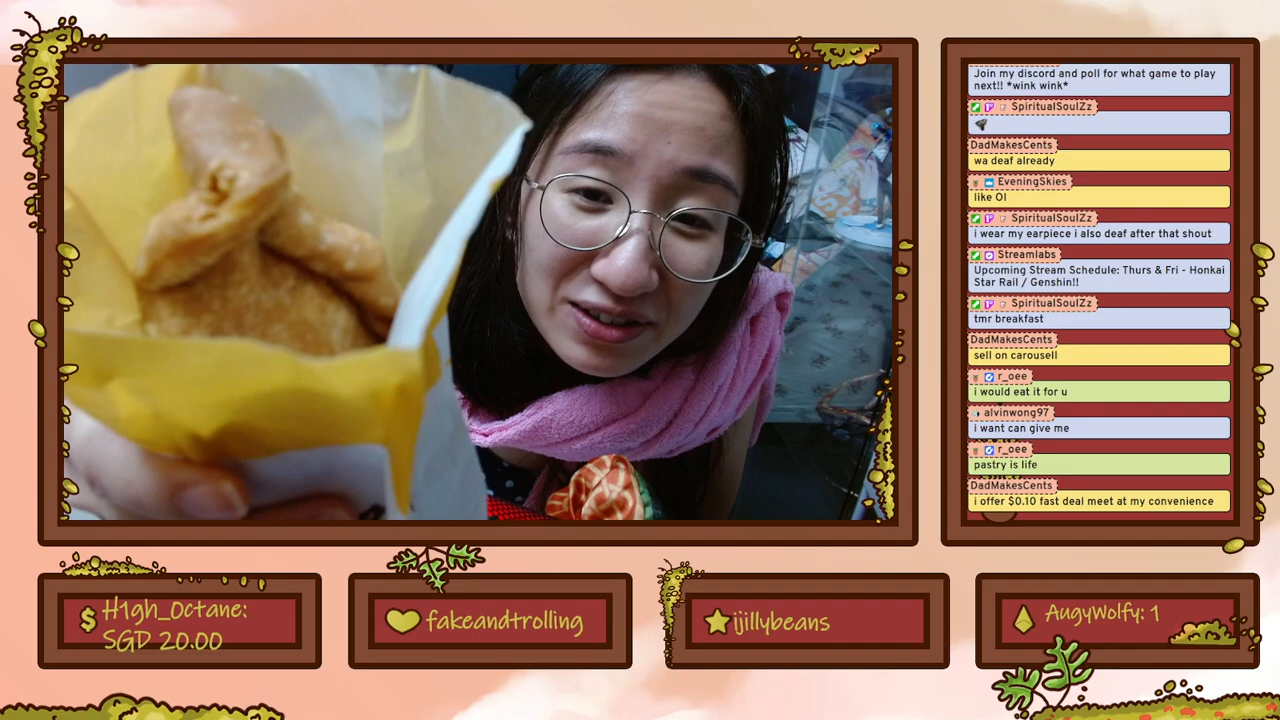 Join my discord and poll for what game to play
next!! *wink wink*
SpiritualSoulZz
DadMakesCents
wa deaf already
EveningSkies
like OI
SpiritualSoulZz
i wear my earpiece i also deaf after that shout
Streamlabs
Upcoming Stream Schedule: Thurs & Fri - Honkai
Star Rail / Genshin!!
SpiritualSoulZz
tmr breakfast
DadMakesCents
sell on carousell
r_oee
i would eat it for u
alvinwong97
i want can give me
r_oee
pastry is life
DadMakesCents
i offer $0.10 fast deal meet at my convenience
$ H1gh_Octane:
SGD 20.00
fakeandtrolling
ijillybeans
AugyWolfy: 1